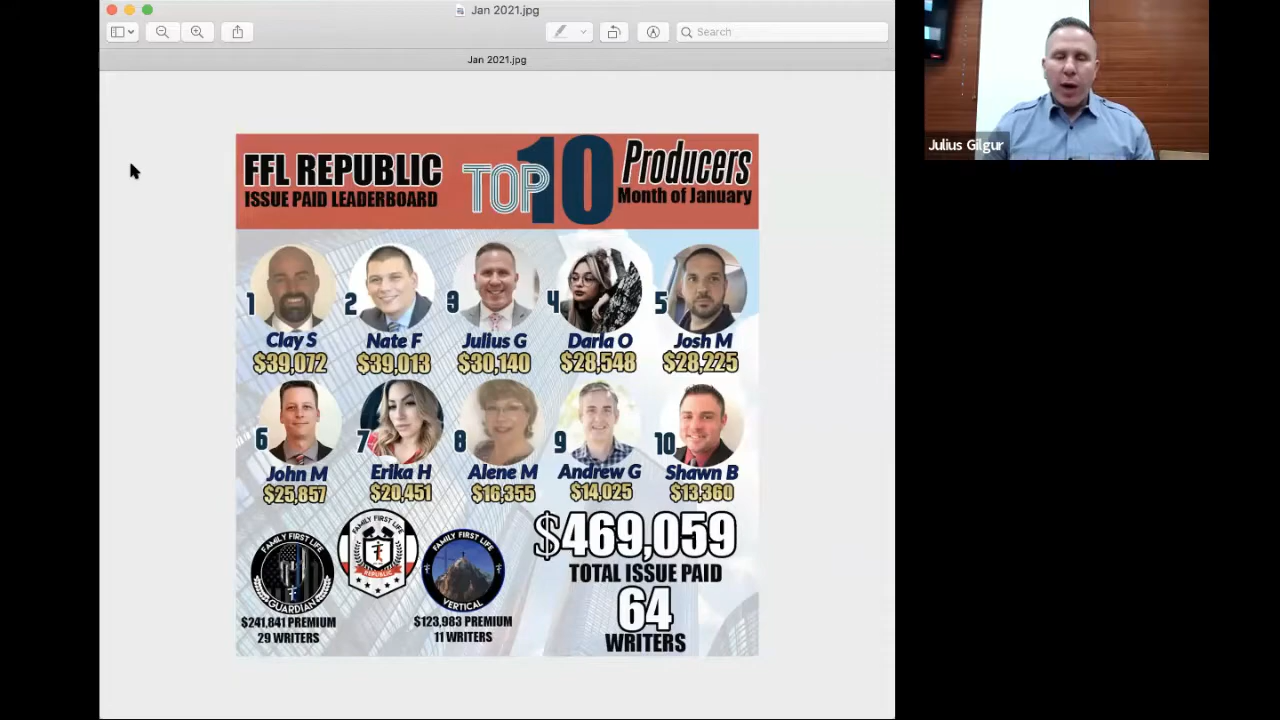 Jan 2021.jpg
Search
Jan 2021.jpg
Julius Gilgur
FFL REPUBLIC
ISSUE PAID LEADERBOARD
TOP 10
Producers
Month of January
1 2 3 4 5
Clay S Nate F Julius G Darla O Josh M
$39,072 $39,013 $30,140 $28,548 $28,225
6 7 8 9 10
John M Erika H Alene M Andrew G Shawn B
$25,857 $20,451 $16,355 $14,025 $13,360
FAMILY FIRST LIFE
GUARDIAN
$241,841 PREMIUM
29 WRITERS
FAMILY FIRST LIFE
REPUBLIC
FAMILY FIRST LIFE
VERTICAL
$123,983 PREMIUM
11 WRITERS
$469,059
TOTAL ISSUE PAID
64
WRITERS